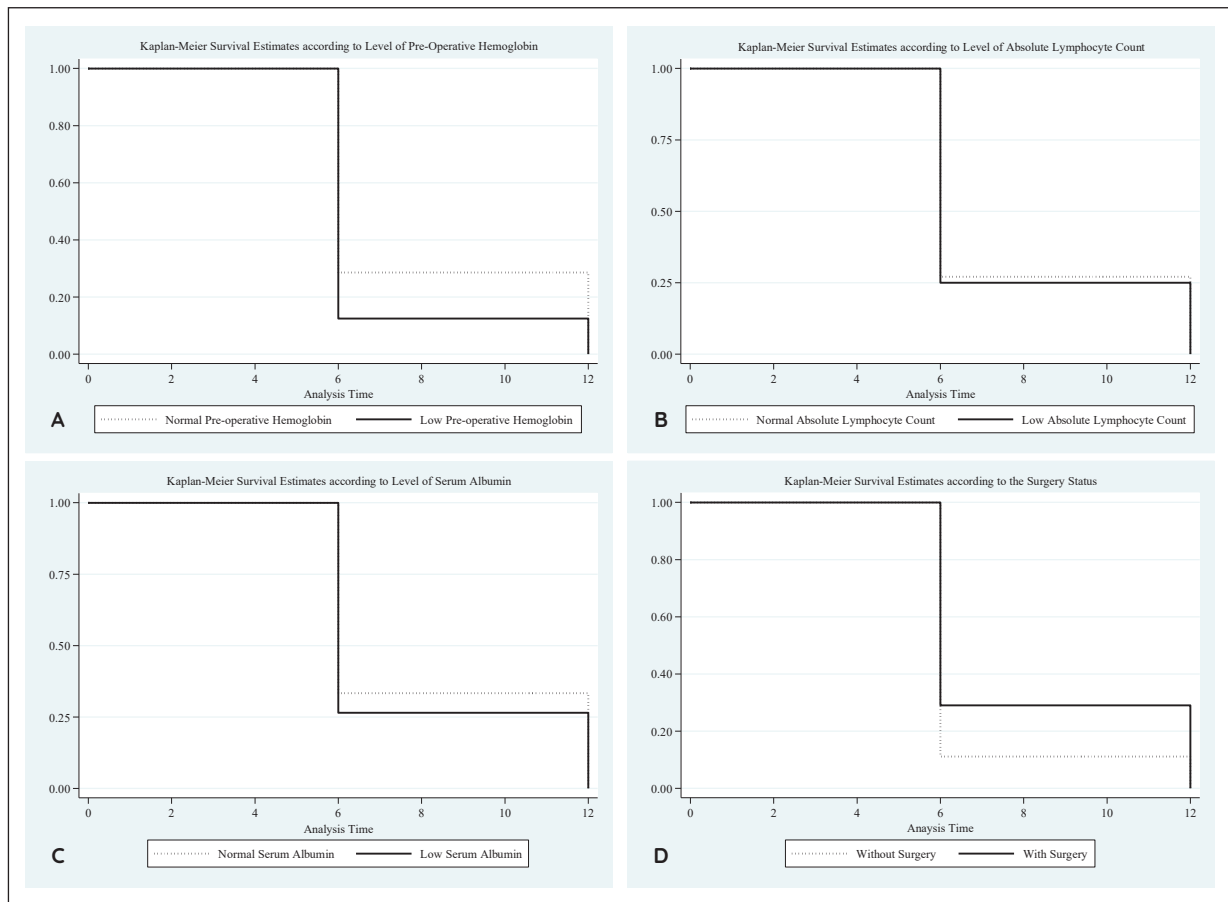 Kaplan-Meier Survival Estimates according to Level of Pre-Operative Hemoglobin
1.00
0.80
0.60
0.40
0.20
0.00
0 2 4 6 8 10 12
Analysis Time
Normal Pre-operative Hemoglobin Low Pre-operative Hemoglobin
A
Kaplan-Meier Survival Estimates according to Level of Absolute Lymphocyte Count
1.00
0.75
0.50
0.25
0.00
0 2 4 6 8 10 12
Analysis Time
Normal Absolute Lymphocyte Count Low Absolute Lymphocyte Count
B
Kaplan-Meier Survival Estimates according to Level of Serum Albumin
1.00
0.75
0.50
0.25
0.00
0 2 4 6 8 10 12
Analysis Time
Normal Serum Albumin Low Serum Albumin
C
Kaplan-Meier Survival Estimates according to the Surgery Status
1.00
0.80
0.60
0.40
0.20
0.00
0 2 4 6 8 10 12
Anaysis Time
Without Surgery With Surgery
D